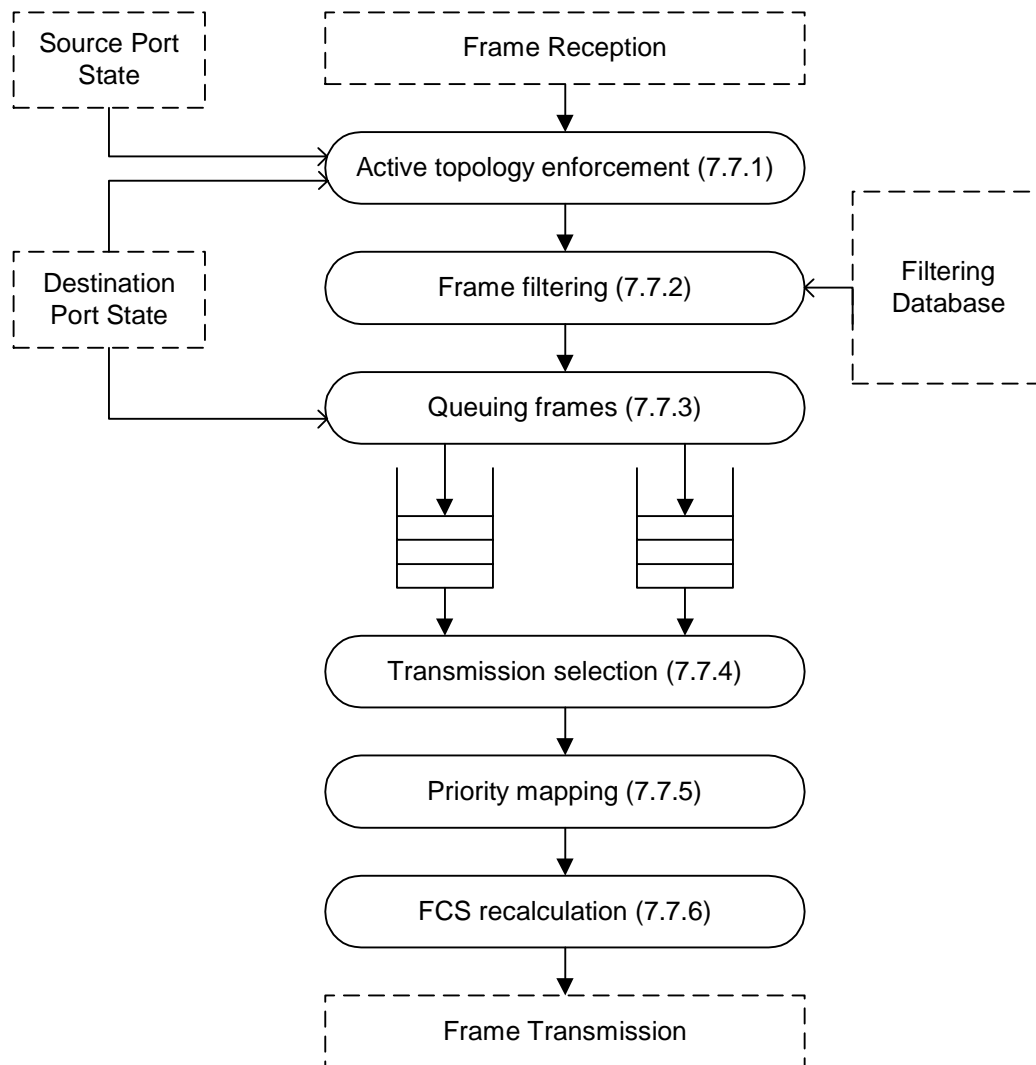 Source Port
State
Frame Reception
Active topology enforcement (7.7.1)
Destination
Port State
Frame filtering (7.7.2)
Filtering
Database
Queuing frames (7.7.3)
Transmission selection (7.7.4)
Priority mapping (7.7.5)
FCS recalculation (7.7.6)
Frame Transmission